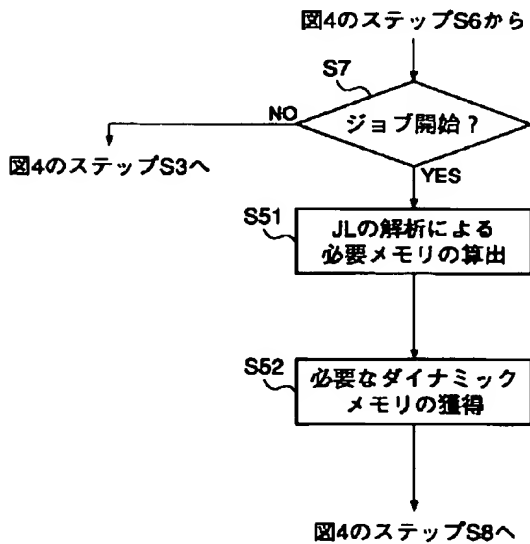 図4のステップS6から
S7
NO
ジョブ開始？
図4のステップS3へ
YES
S51
JLの解析による
必要メモリの算出
S52
必要なダイナミック
メモリの獲得
図4のステップS8へ